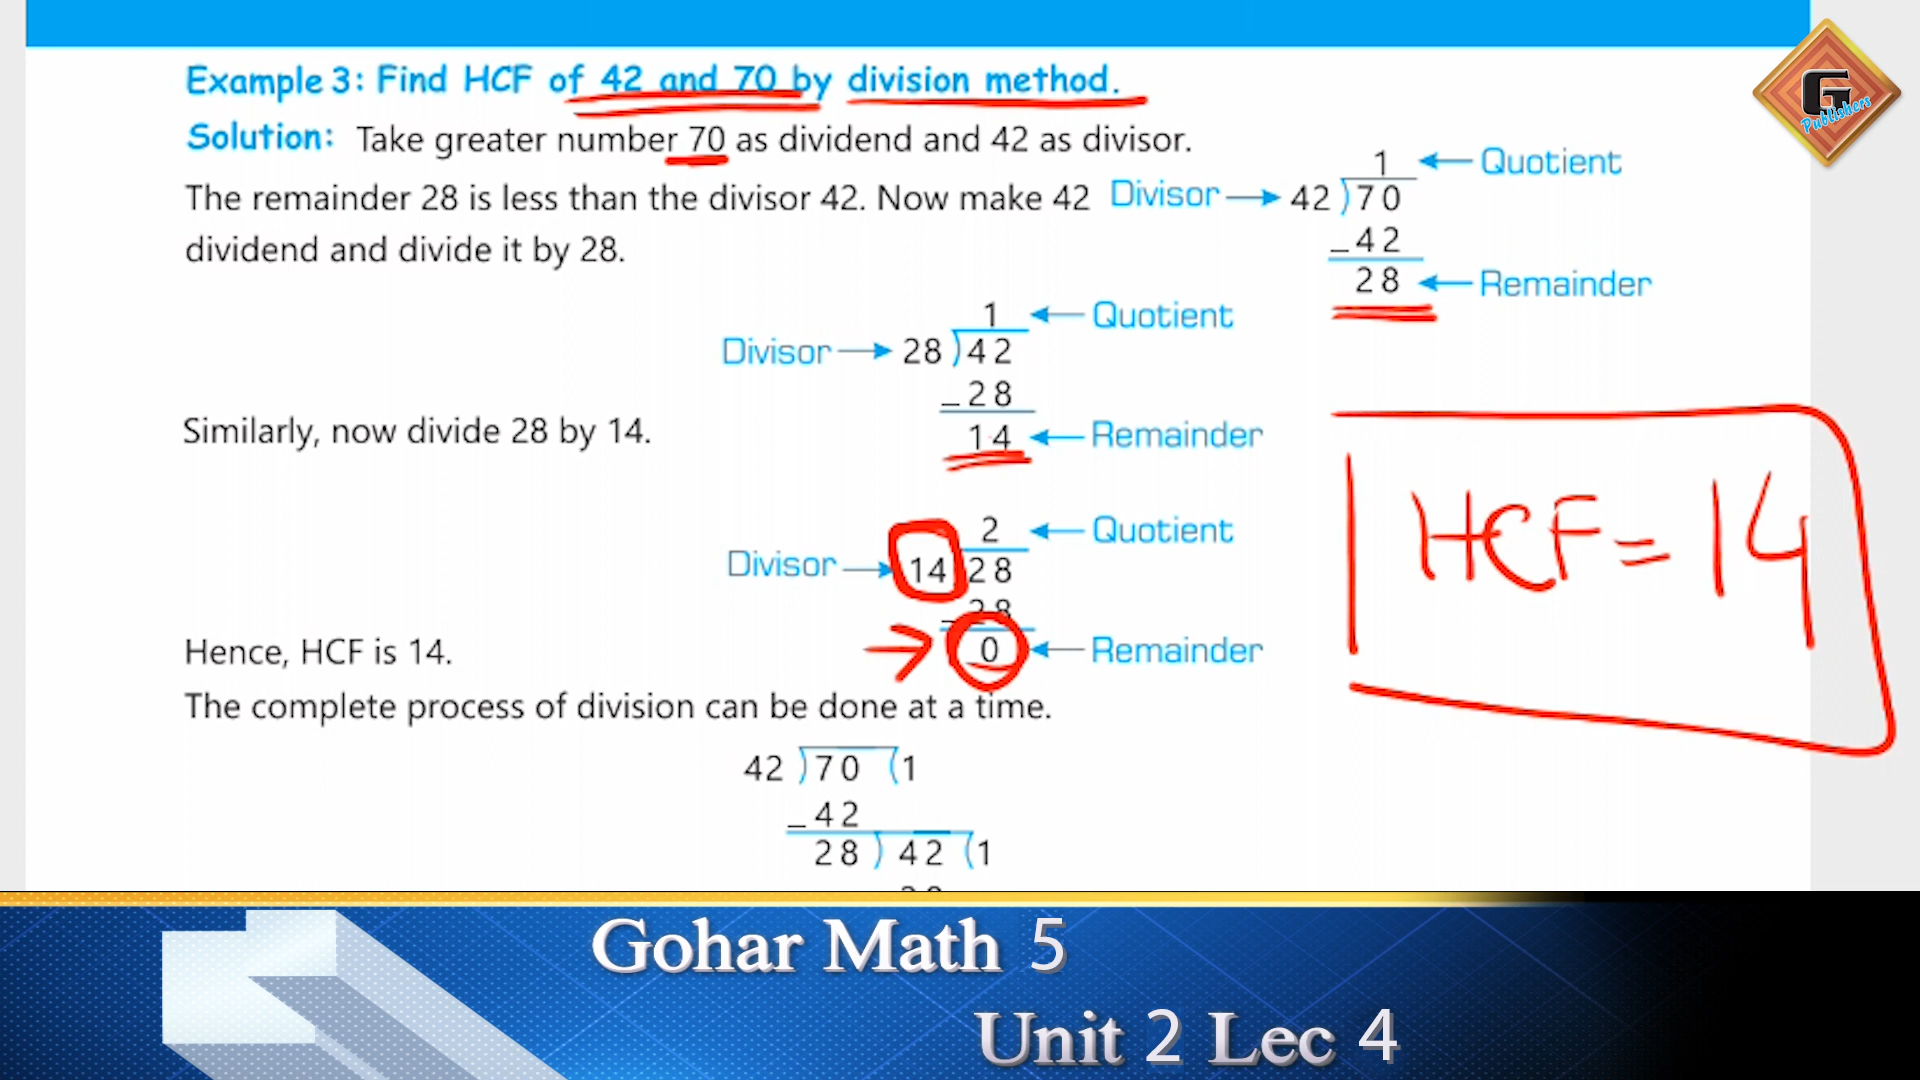 G
Publishers
Example 3: Find HCF of 42 and 70 by division method.
Solution: Take greater number 70 as dividend and 42 as divisor.
The remainder 28 is less than the divisor 42. Now make 42
dividend and divide it by 28.
1 Quotient
Divisor 42 ) 70
_ 42
28 Remainder
1 Quotient
Divisor 28 ) 42
_ 28
14 Remainder
Similarly, now divide 28 by 14.
2 Quotient
Divisor 14 28
_ 28
0 Remainder
HCF = 14
Hence, HCF is 14.
The complete process of division can be done at a time.
42 ) 70 ( 1
_ 42
28 ) 42 ( 1
Gohar Math 5
Unit 2 Lec 4